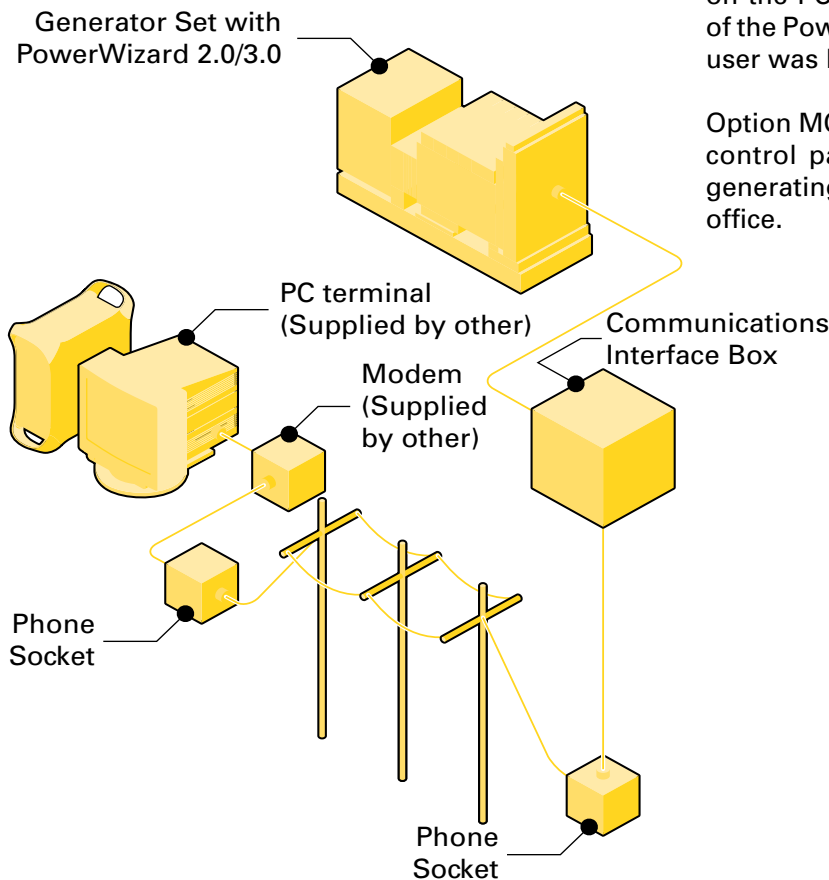 Generator Set with
PowerWizard 2.0/3.0
of the Pow
user was
Option
control pa
generating
office.
PC terminal
(Supplied by other)
Communications
Interface Box
Modem
(Supplied
by other)
Phone
Socket
Phone
Socket